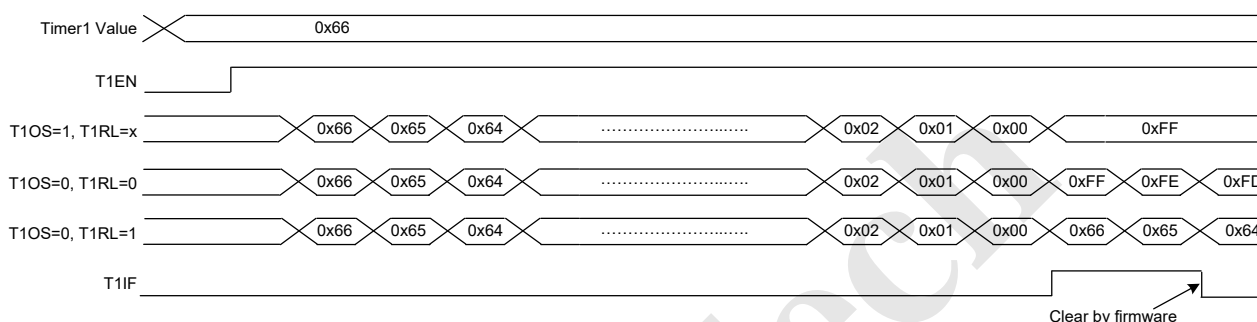 Timer1 Value 0x66
T1EN
T1OS=1, T1RL=x 0x66 0x65 0x64 ........................... 0x02 0x01 0x00 0xFF
T1OS=0, T1RL=0 0x66 0x65 0x64 ........................... 0x02 0x01 0x00 0xFF 0xFE 0xFD
T1OS=0, T1RL=1 0x66 0x65 0x64 ........................... 0x02 0x01 0x00 0x66 0x65 0x64
T1IF
Clear by firmware